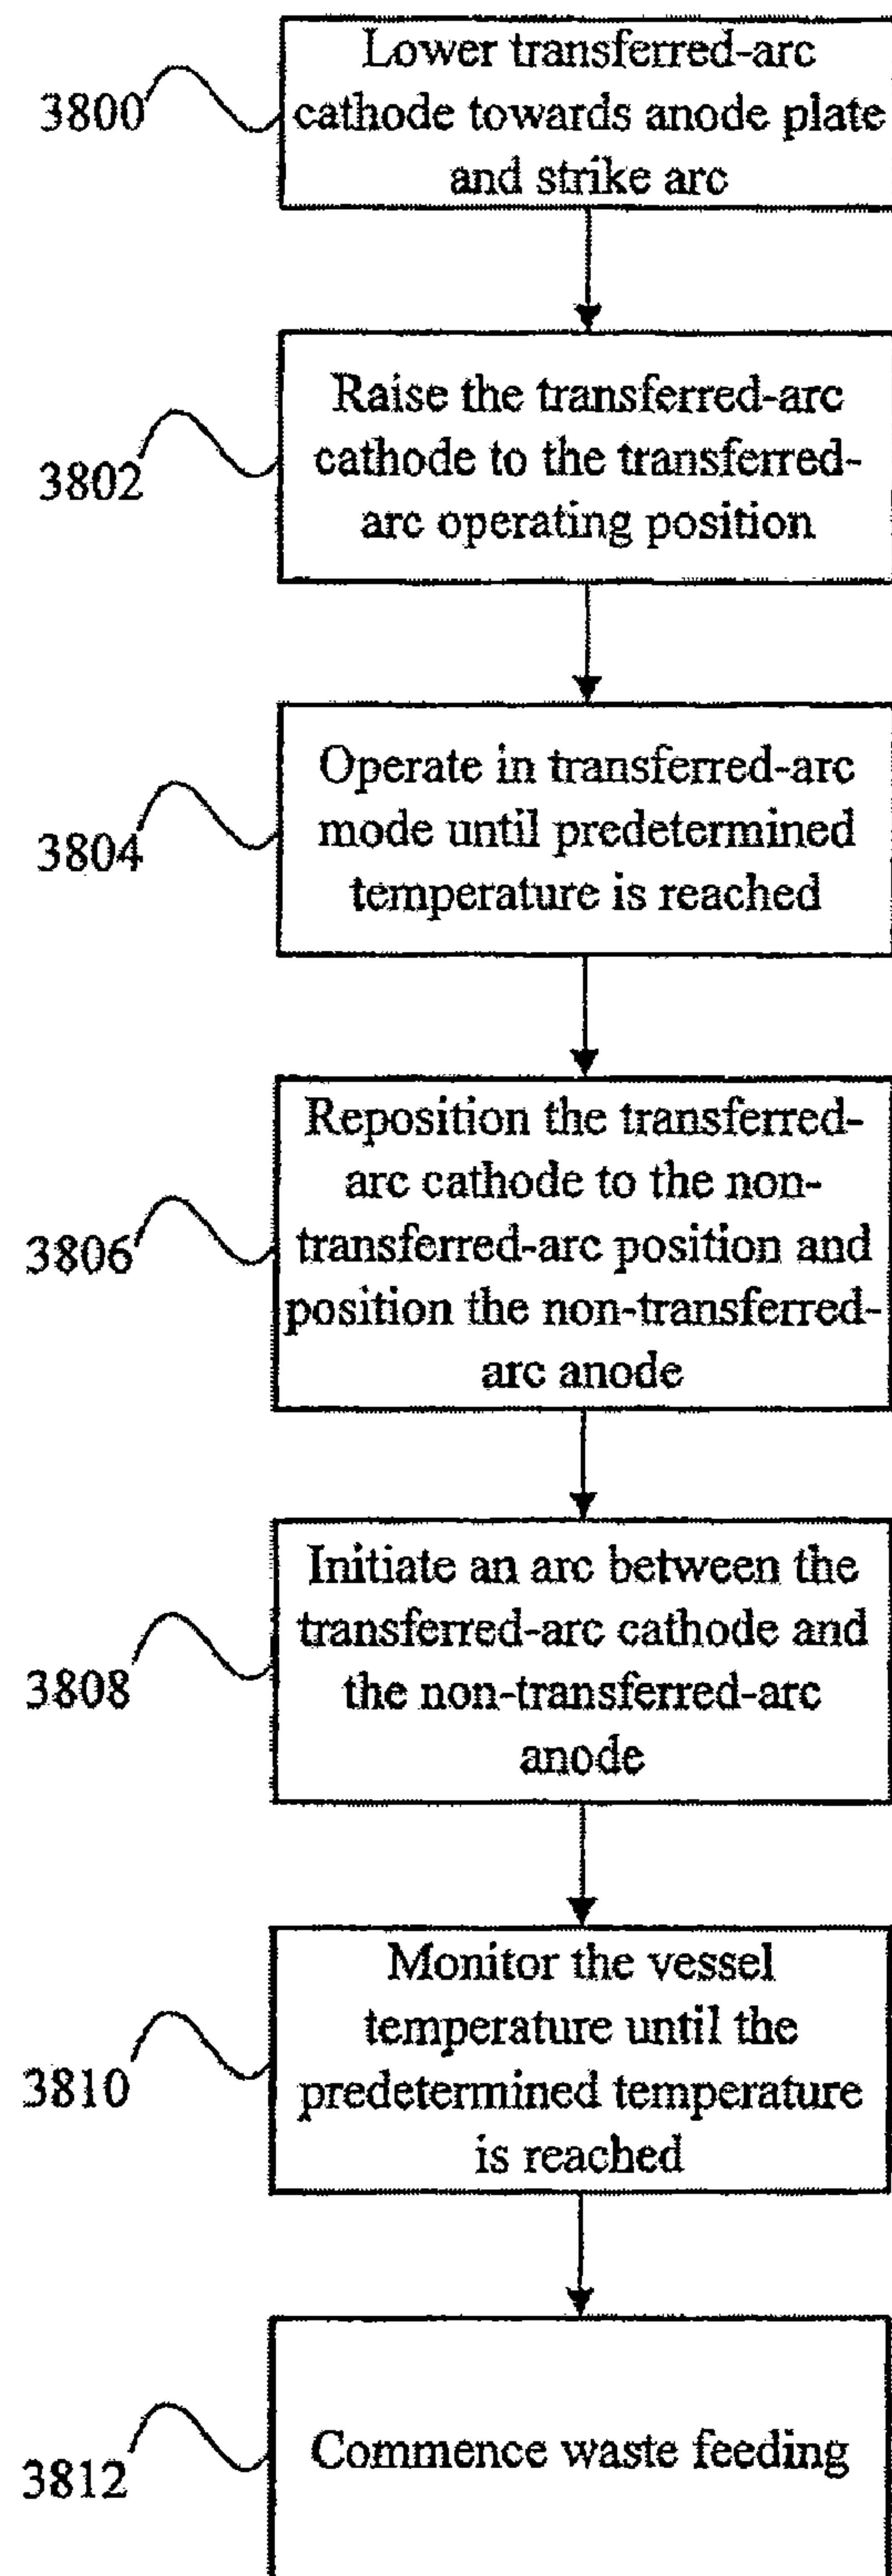 Lower transferred-arc
3800
cathode towards anode plate
and strike arc
Raise the transferred-arc
3802
cathode to the transferred-
arc operating position
Operate in transferred-arc
3804
mode until predetermined
temperature is reached
Reposition the transferred-
arc cathode to the non-
3806
transferred-arc position and
position the non-transferred-
arc anode
Initiate an arc between the
transferred-arc cathode and
3808
the non-transferred-arc
anode
Monitor the vessel
temperature until the
3810
predetermined temperature
is reached
3812
Commence waste feeding